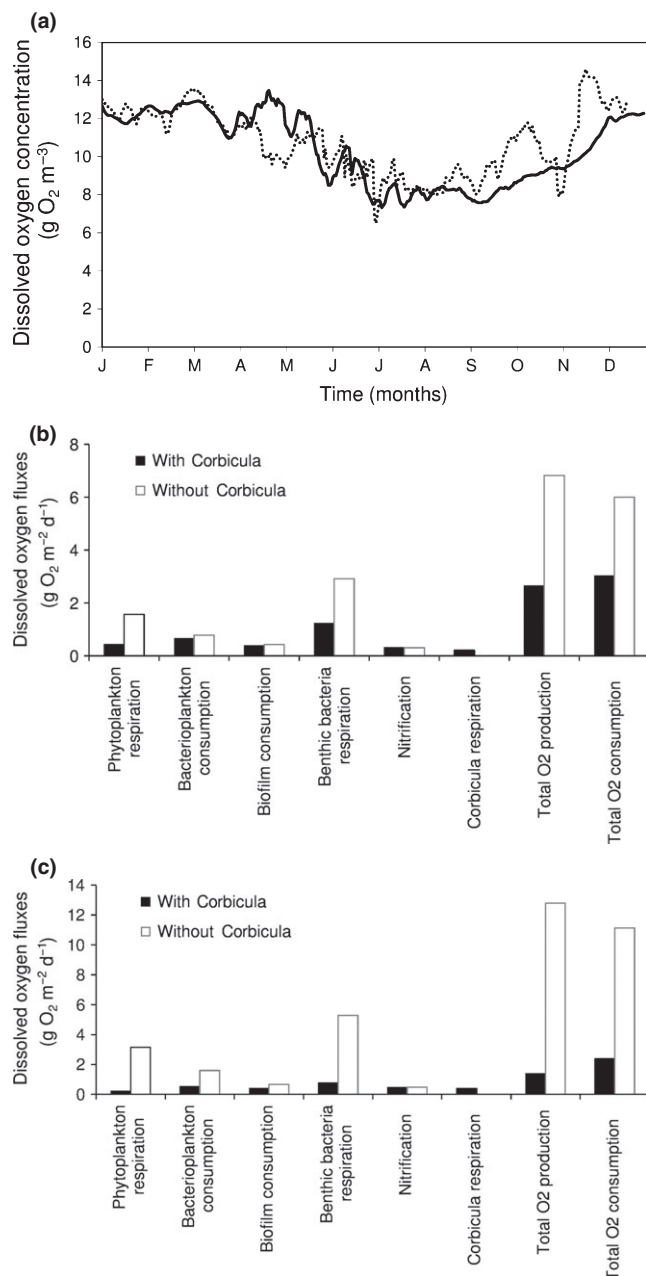 (a)
16
14
12
10
8
6
4
2
0
Dissolved oxygen concentration
(g O₂ m⁻³)
J F M A M J J A S O N D
Time (months)
(b)
8
6
4
2
0
Dissolved oxygen fluxes
(g O₂ m⁻² d⁻¹)
With Corbicula
Without Corbicula
Phytoplankton
respiration
Bacterioplankton
consumption
Biofilm consumption
Benthic bacteria
respiration
Nitrification
Corbicula respiration
Total O2 production
Total O2 consumption
(c)
14
12
10
8
6
4
2
0
Dissolved oxygen fluxes
(g O₂ m⁻² d⁻¹)
With Corbicula
Without Corbicula
Phytoplankton
respiration
Bacterioplankton
consumption
Biofilm consumption
Benthic bacteria
respiration
Nitrification
Corbicula respiration
Total O2 production
Total O2 consumption